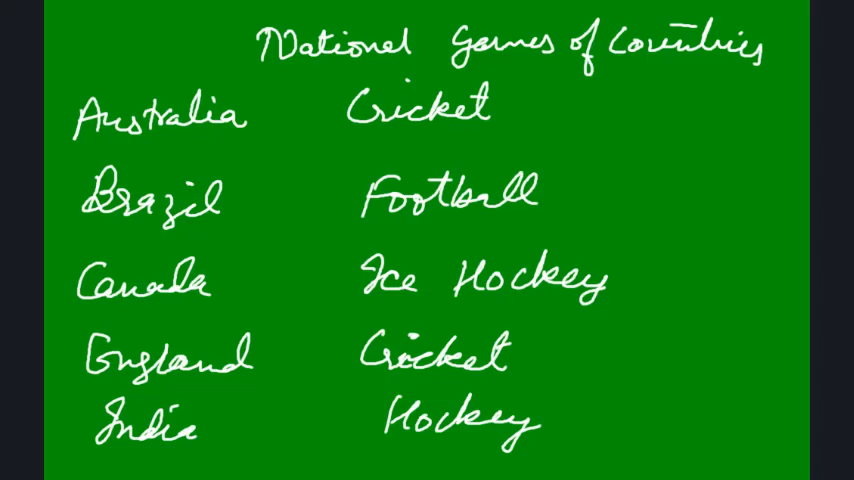 National Games of Countries
Australia Cricket
Brazil Football
Canada Ice Hockey
England Cricket
India Hockey